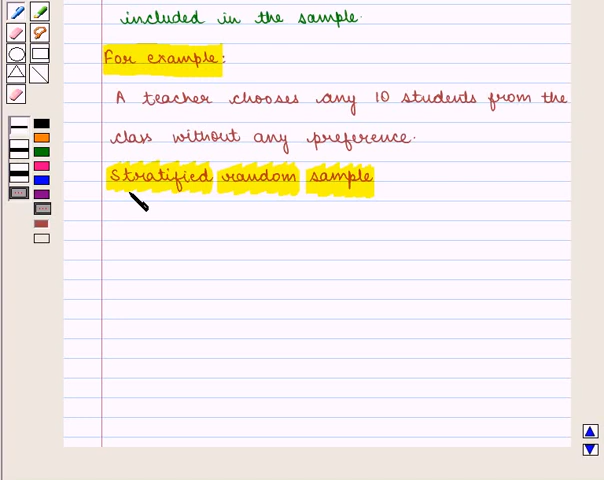 included in the sample.
For example:
A teacher chooses any 10 students from the
class without any preference.
Stratified random sample